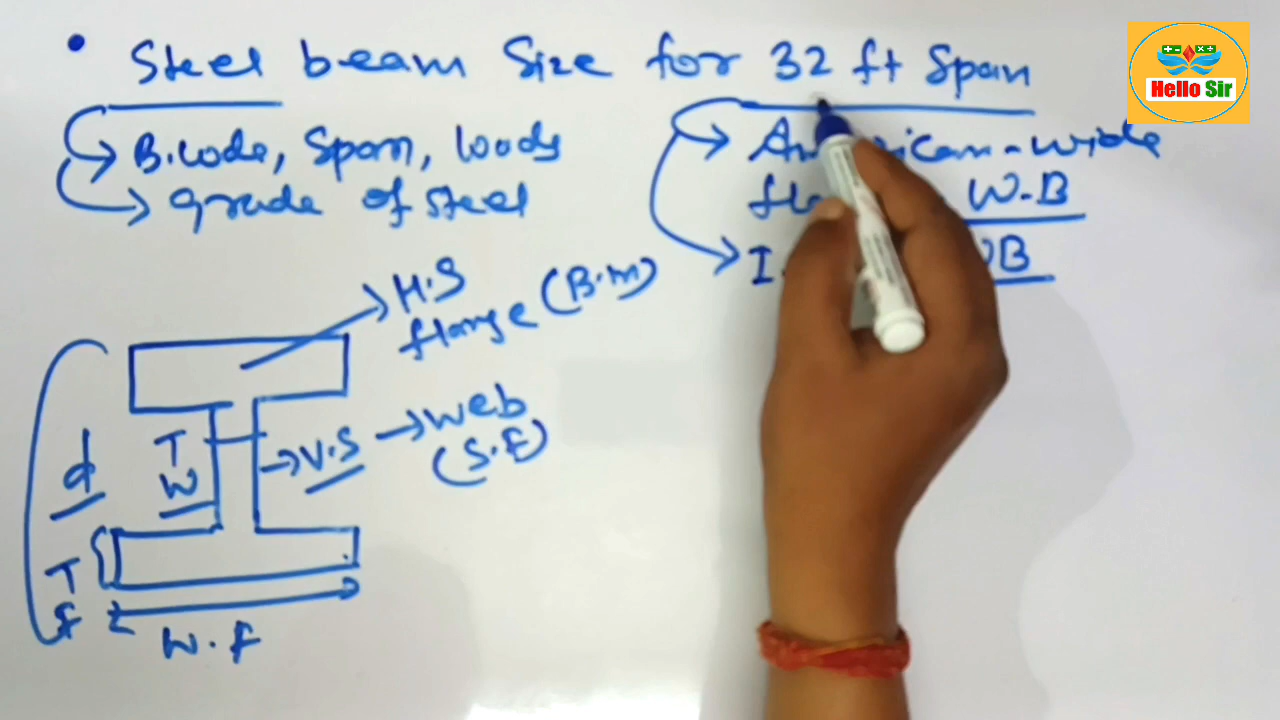 • Steel beam Size for 32 ft Span
B.code, Span, loads
grade of steel
American-wide
W-B
H.S
flange (B.M)
web
(S.F)
V.S
d
T
W
T
f
W.F
Hello Sir